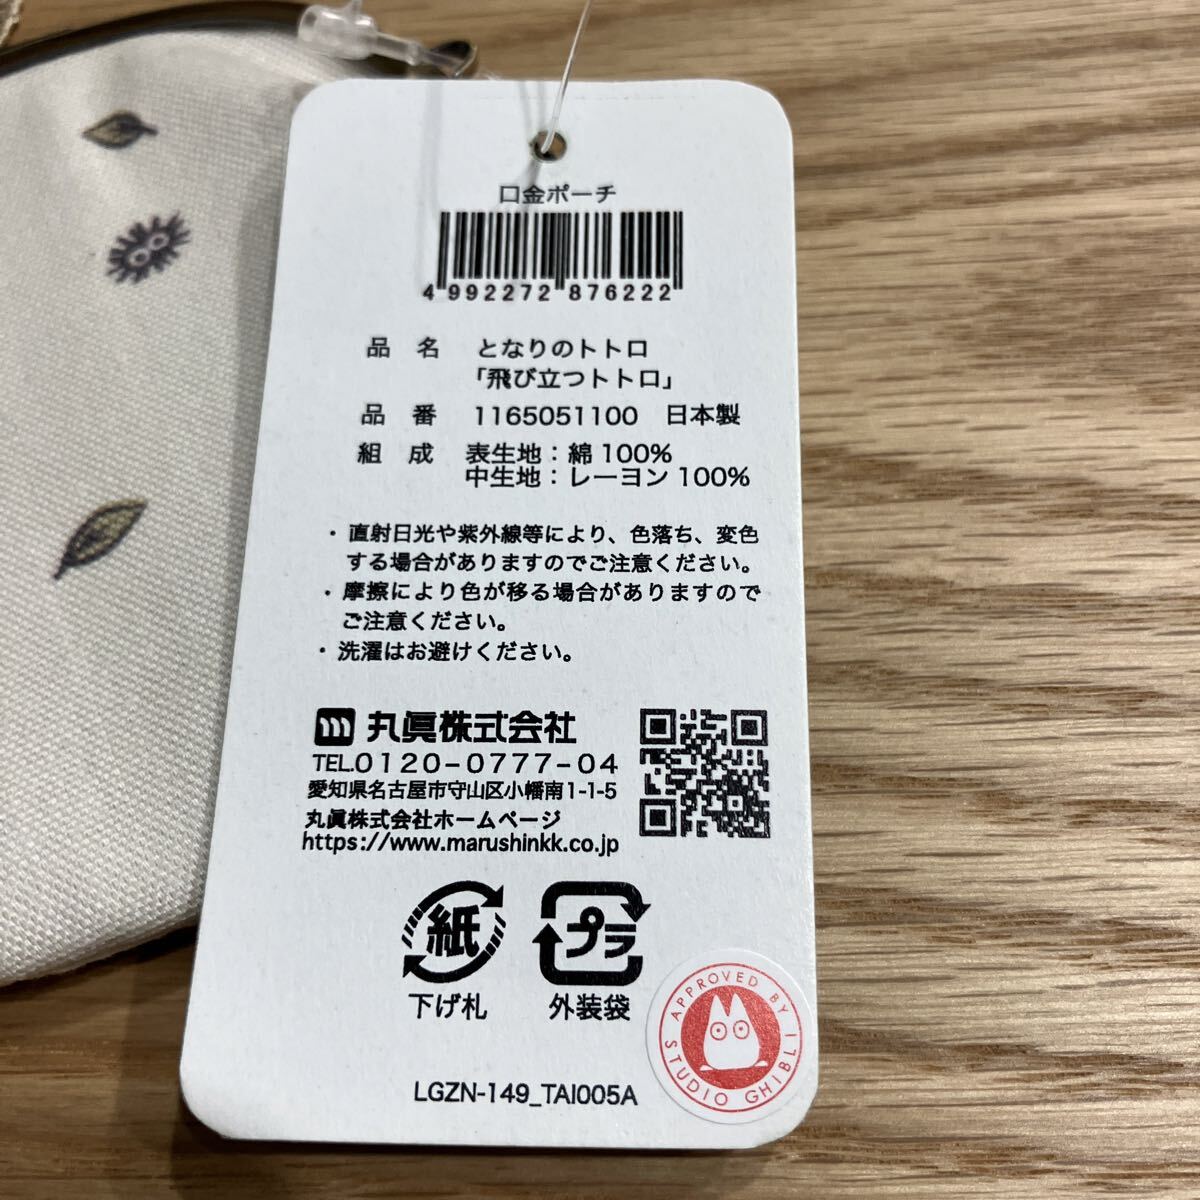 口金ポーチ
4 992272 876222
品 名 となりのトトロ
「飛び立つトトロ」
品 番 1165051100 日本製
組 成 表生地：綿 100%
中生地：レーヨン 100%
・直射日光や紫外線等により、色落ち、変色
する場合がありますのでご注意ください。
・摩擦により色が移る場合がありますので
ご注意ください。
・洗濯はお避けください。
丸眞株式会社
TEL.0120-0777-04
愛知県名古屋市守山区小幡南1-1-5
丸眞株式会社ホームページ
https://www.marushinkk.co.jp
紙
プラ
下げ札
外装袋
APPROVED BY
STUDIO GHIBLI
LGZN-149_TAI005A